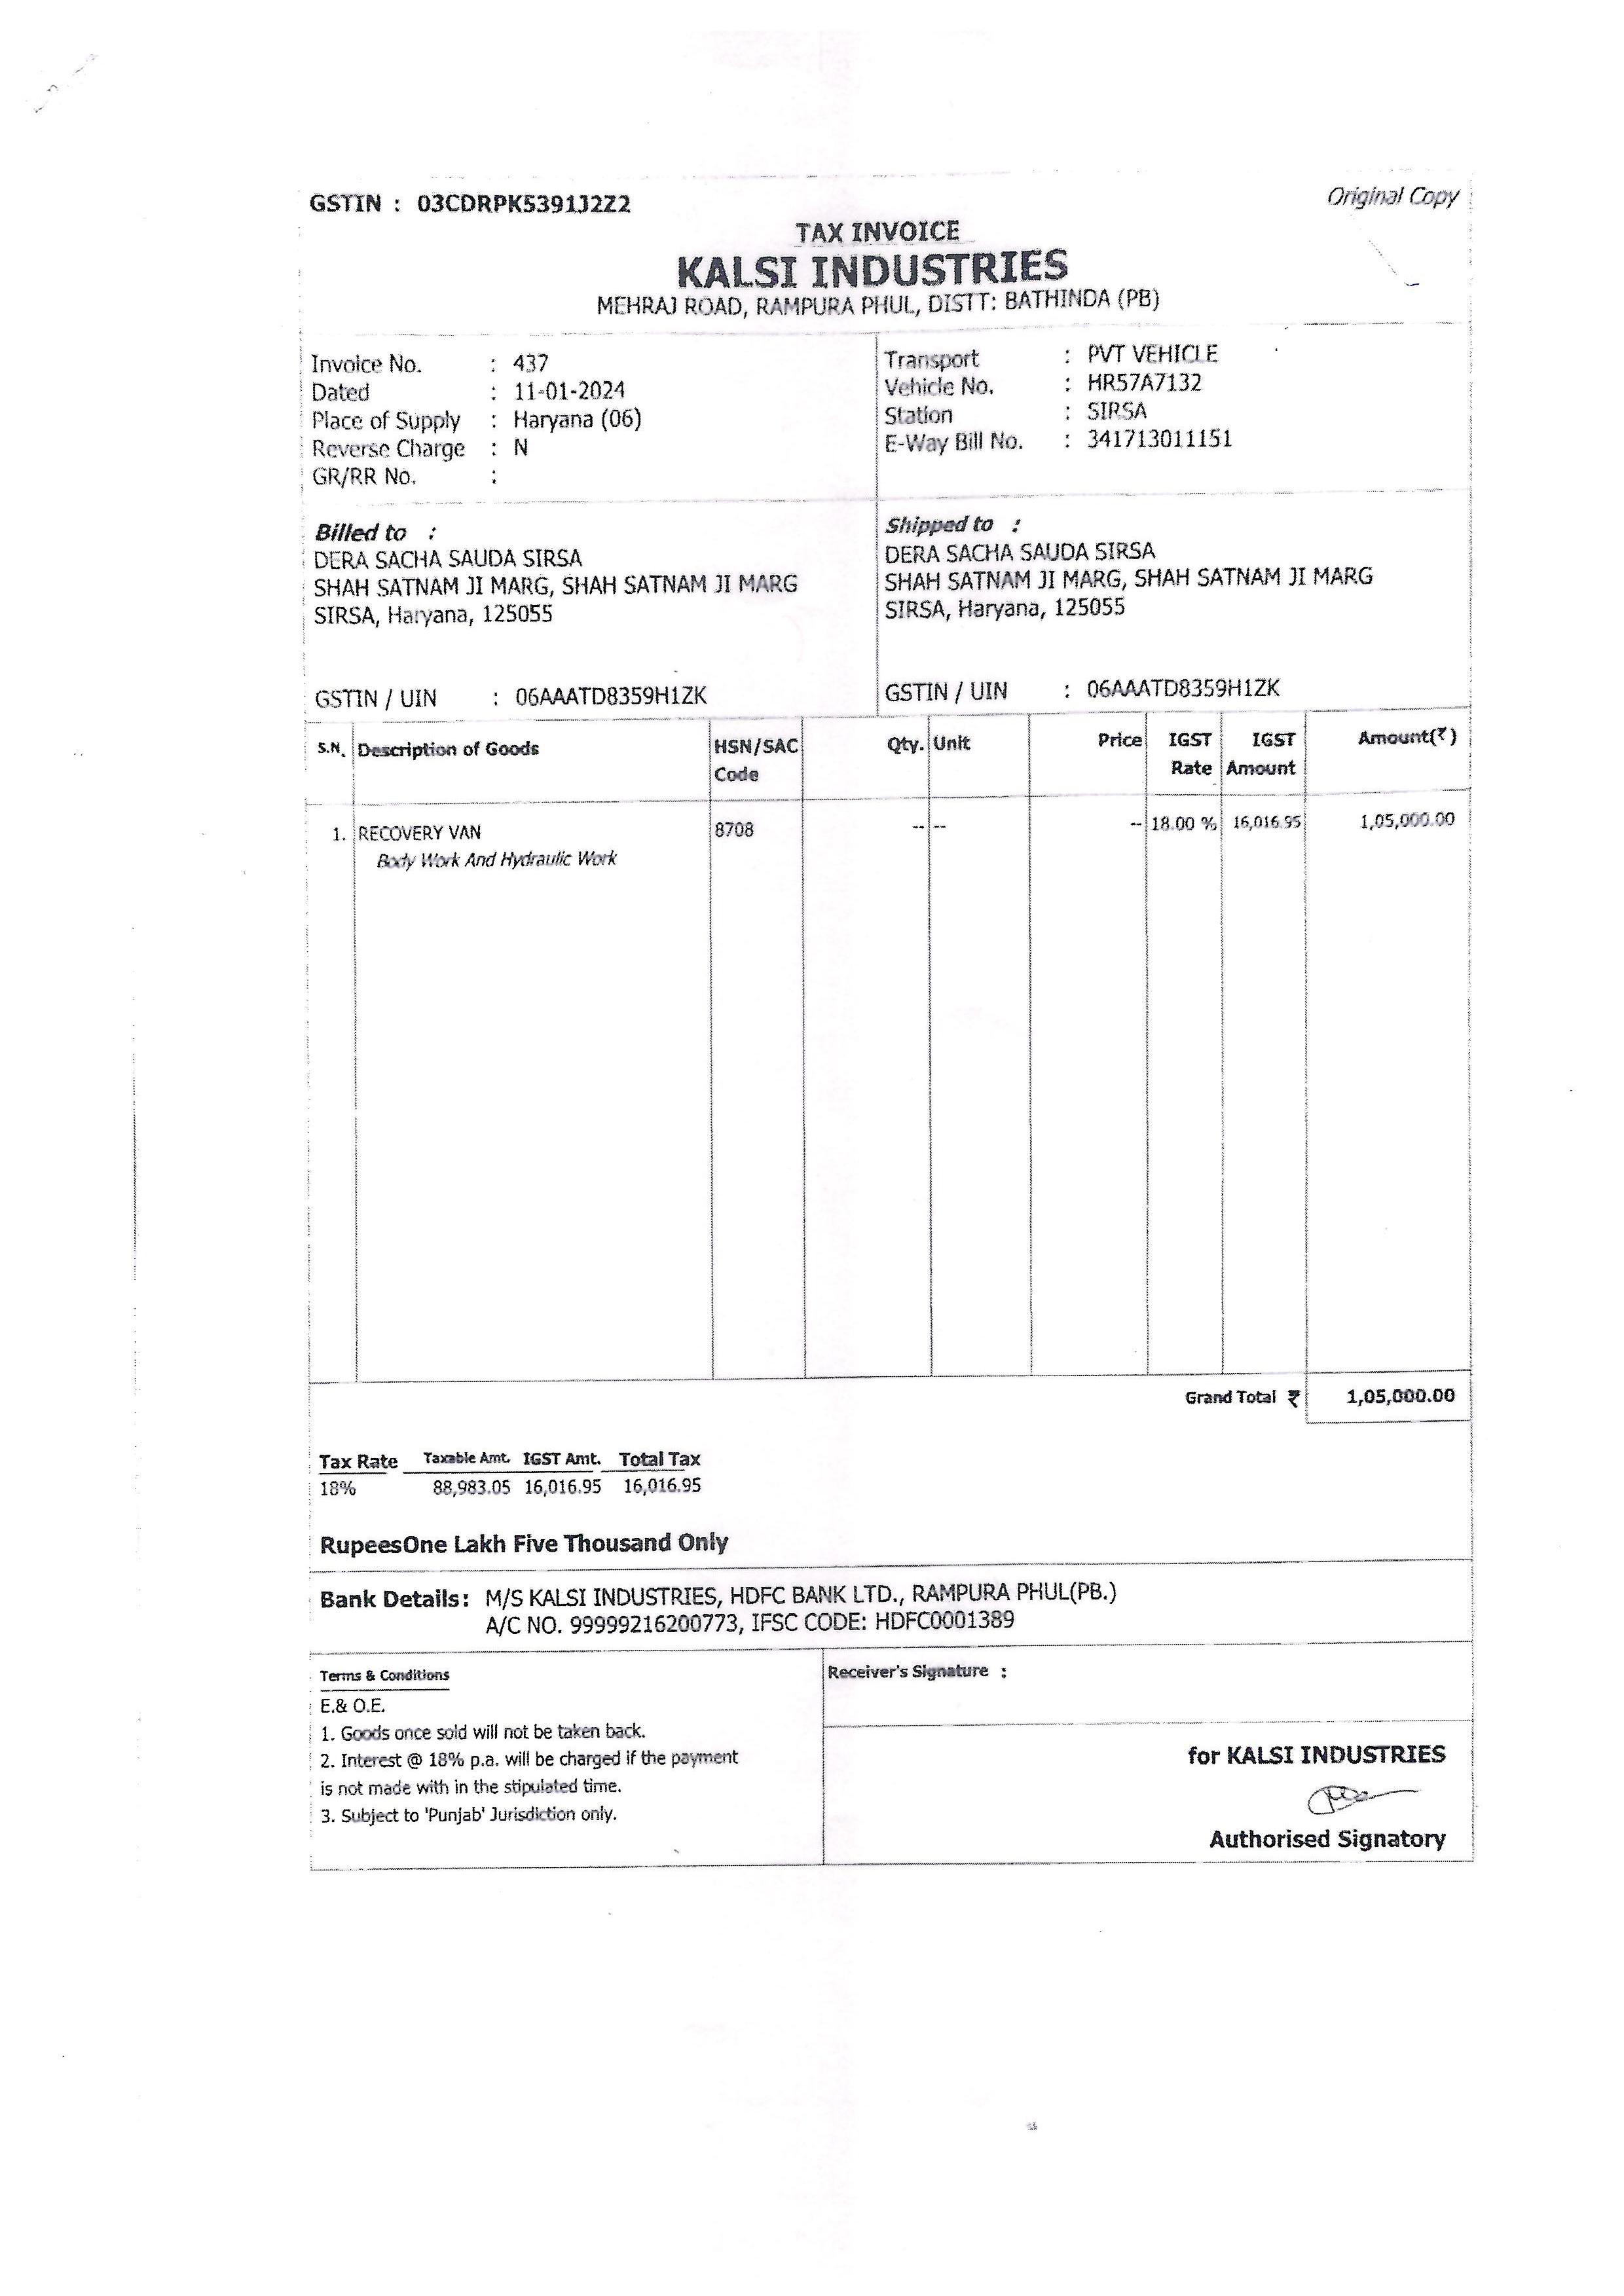 GSTIN : 03CDRPK5391J2Z2
Original Copy
TAX INVOICE
KALSI INDUSTRIES
MEHRAJ ROAD, RAMPURA PHUL, DISTT: BATHINDA (PB)
Invoice No. : 437
Dated : 11-01-2024
Place of Supply : Haryana (06)
Reverse Charge : N
GR/RR No. :
Transport : PVT VEHICLE
Vehicle No. : HR57A7132
Station : SIRSA
E-Way Bill No. : 341713011151
Billed to :
DERA SACHA SAUDA SIRSA
SHAH SATNAM JI MARG, SHAH SATNAM JI MARG
SIRSA, Haryana, 125055
GSTIN / UIN : 06AAATD8359H1ZK
Shipped to :
DERA SACHA SAUDA SIRSA
SHAH SATNAM JI MARG, SHAH SATNAM JI MARG
SIRSA, Haryana, 125055
GSTIN / UIN : 06AAATD8359H1ZK
S.N. Description of Goods HSN/SAC Code Qty. Unit Price IGST Rate IGST Amount Amount(₹)
1. RECOVERY VAN 8708 -- -- -- 18.00 % 16,016.95 1,05,000.00
Body Work And Hydraulic Work
Grand Total ₹ 1,05,000.00
Tax Rate Taxable Amt. IGST Amt. Total Tax
18% 88,983.05 16,016.95 16,016.95
RupeesOne Lakh Five Thousand Only
Bank Details: M/S KALSI INDUSTRIES, HDFC BANK LTD., RAMPURA PHUL(PB.)
A/C NO. 99999216200773, IFSC CODE: HDFC0001389
Terms & Conditions
E.& O.E.
1. Goods once sold will not be taken back.
2. Interest @ 18% p.a. will be charged if the payment
is not made with in the stipulated time.
3. Subject to 'Punjab' Jurisdiction only.
Receiver's Signature :
for KALSI INDUSTRIES
Authorised Signatory